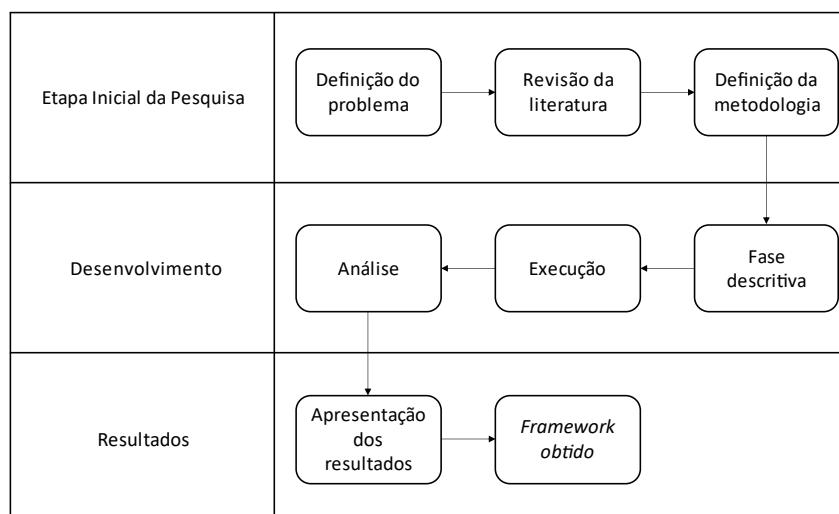 Etapa Inicial da Pesquisa
Definição do
problema
Revisão da
literatura
Definição da
metodologia
Desenvolvimento
Análise
Execução
Fase
descritiva
Resultados
Apresentação
dos
resultados
Framework
obtido